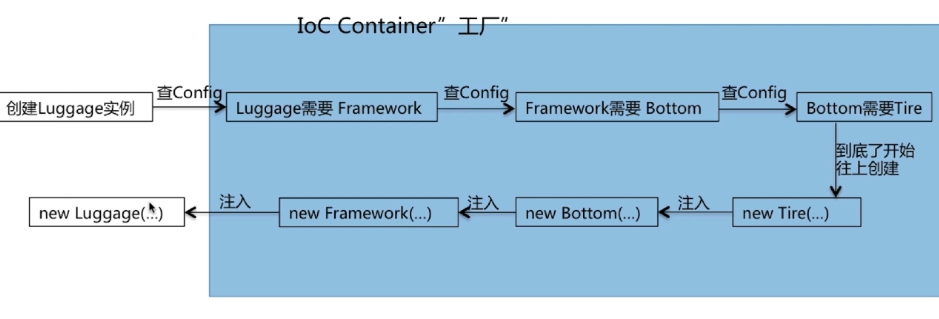 IoC Container” 工厂”
创建Luggage实例
查Config
Luggage需要 Framework
查Config
Framework需要 Bottom
查Config
Bottom需要Tire
到底了开始
往上创建
new Luggage(...)
注入
new Framework(...)
注入
new Bottom(...)
注入
new Tire(...)